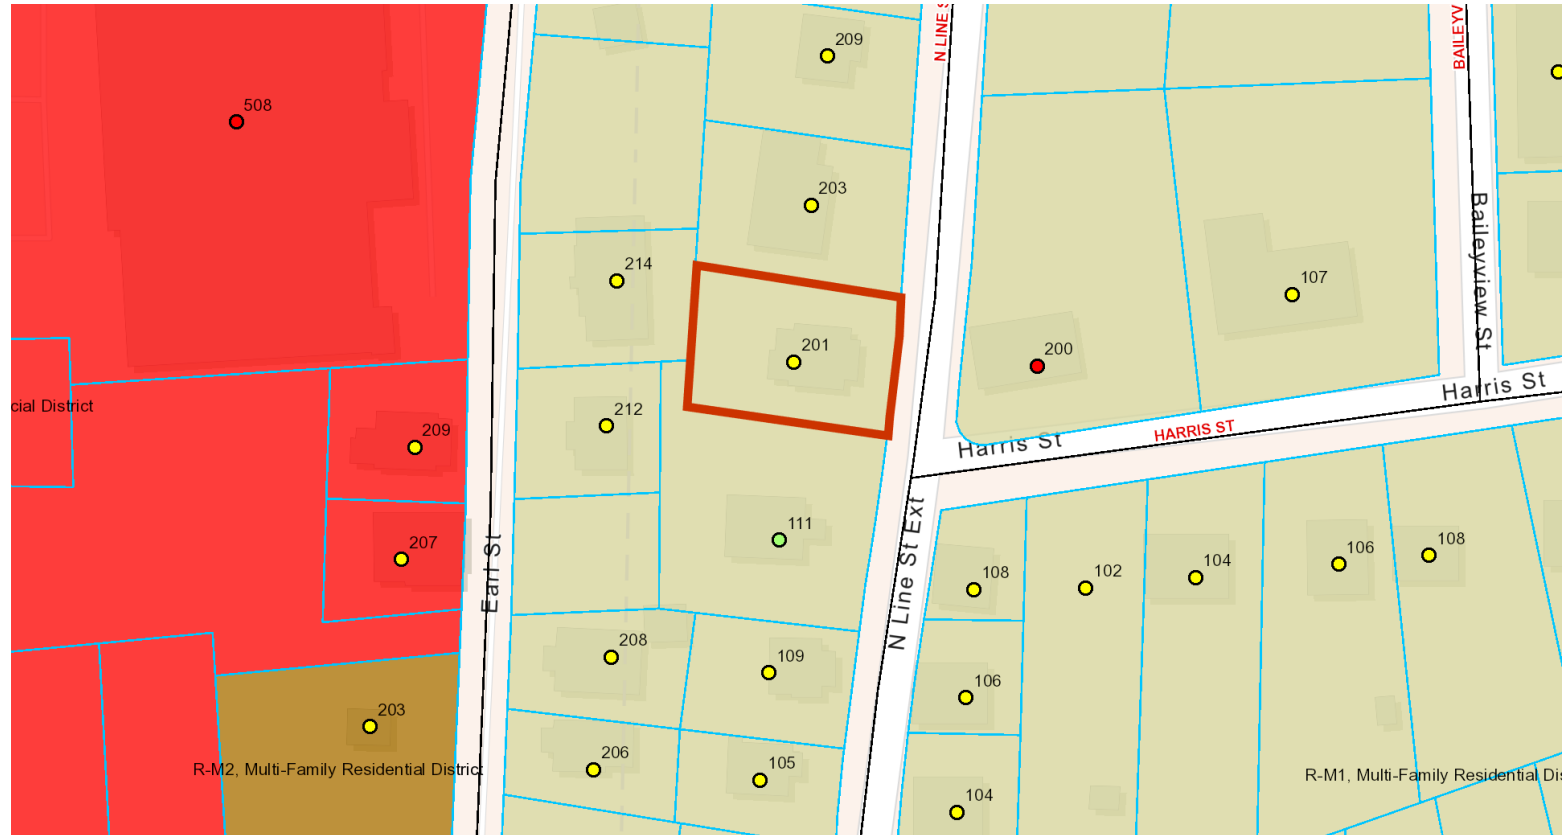 N LINE S
BAILEYV
209
508
203
Baileyview St
214
107
201
200
Harris St
cial District
212
HARRIS ST
Harris St
209
111
N Line St Ext
207
Earl St
108
102
104
106
108
208
109
106
203
206
105
R-M2, Multi-Family Residential District
R-M1, Multi-Family Residential Dis
104